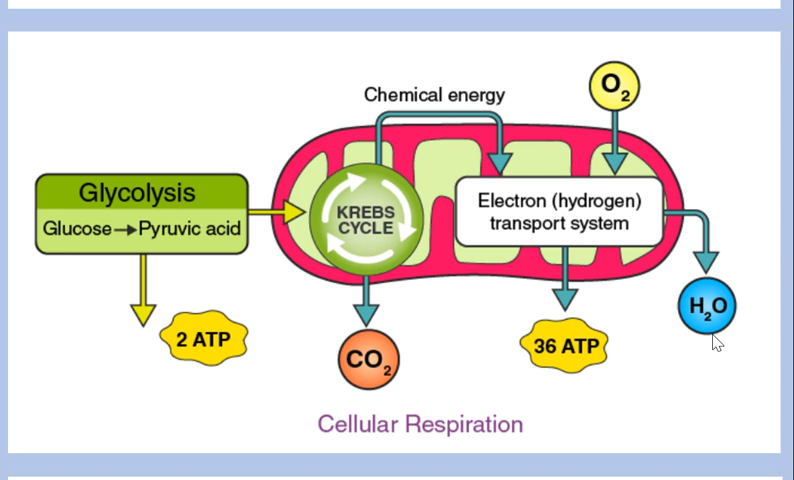 Chemical energy
O₂
Glycolysis
Glucose→Pyruvic acid
KREBS
CYCLE
Electron (hydrogen)
transport system
2 ATP
CO₂
36 ATP
H₂O
Cellular Respiration